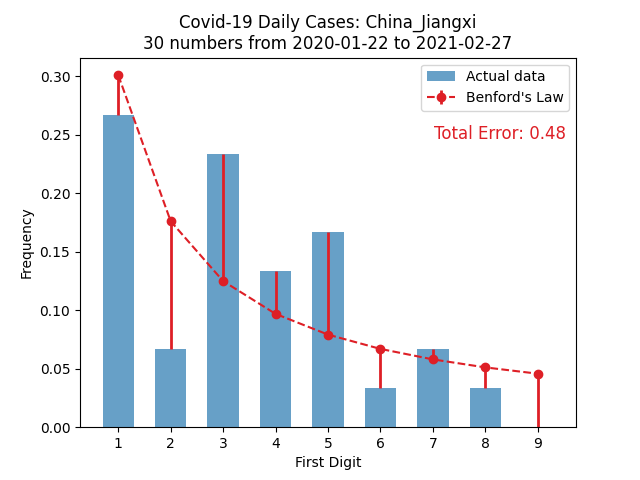 Covid-19 Daily Cases: China_Jiangxi
30 numbers from 2020-01-22 to 2021-02-27
Actual data
Benford's Law
Total Error: 0.48
Frequency
0.30
0.25
0.20
0.15
0.10
0.05
0.00
1 2 3 4 5 6 7 8 9
First Digit